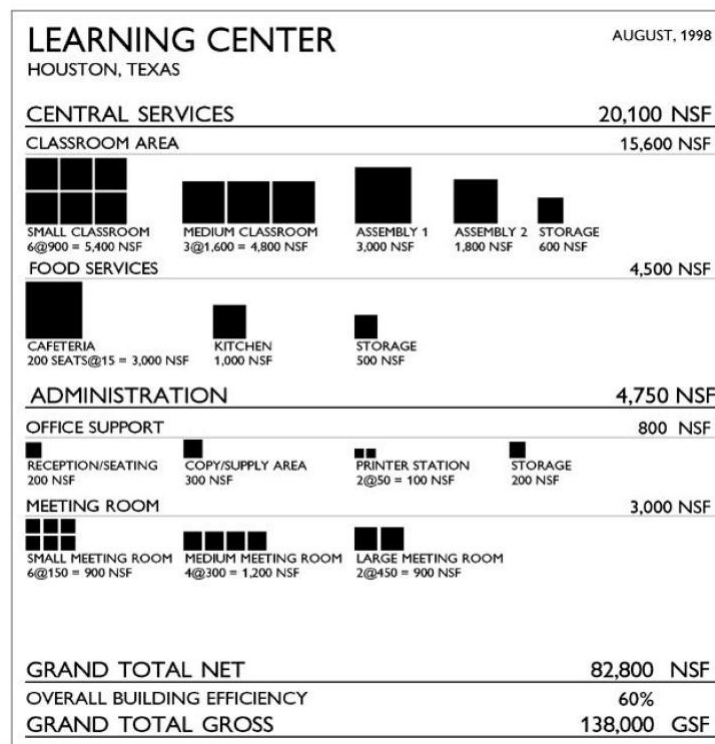 LEARNING CENTER
AUGUST, 1998
HOUSTON, TEXAS
CENTRAL SERVICES 20,100 NSF
CLASSROOM AREA 15,600 NSF
SMALL CLASSROOM MEDIUM CLASSROOM ASSEMBLY 1 ASSEMBLY 2 STORAGE
6@900 = 5,400 NSF 3@1,600 = 4,800 NSF 3,000 NSF 1,800 NSF 600 NSF
FOOD SERVICES 4,500 NSF
CAFETERIA KITCHEN STORAGE
200 SEATS@15 = 3,000 NSF 1,000 NSF 500 NSF
ADMINISTRATION 4,750 NSF
OFFICE SUPPORT 800 NSF
RECEPTION/SEATING COPY/SUPPLY AREA PRINTER STATION STORAGE
200 NSF 300 NSF 2@50 = 100 NSF 200 NSF
MEETING ROOM 3,000 NSF
SMALL MEETING ROOM MEDIUM MEETING ROOM LARGE MEETING ROOM
6@150 = 900 NSF 4@300 = 1,200 NSF 2@450 = 900 NSF
GRAND TOTAL NET 82,800 NSF
OVERALL BUILDING EFFICIENCY 60%
GRAND TOTAL GROSS 138,000 GSF